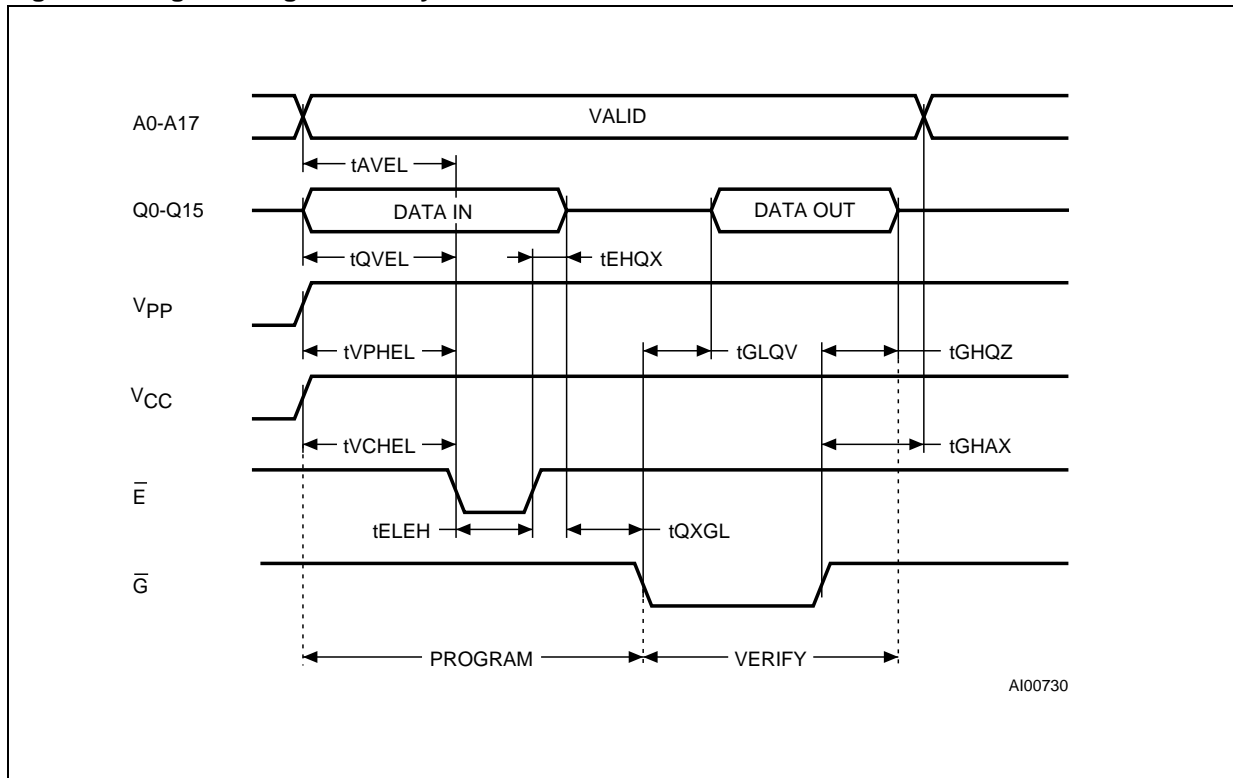 A0-A17
VALID
tAVEL
Q0-Q15
DATA IN
DATA OUT
tQVEL
tEHQX
VPP
tVPHEL
tGLQV
tGHQZ
VCC
tVCHEL
tGHAX
E̅
tELEH
tQXGL
G̅
PROGRAM
VERIFY
AI00730